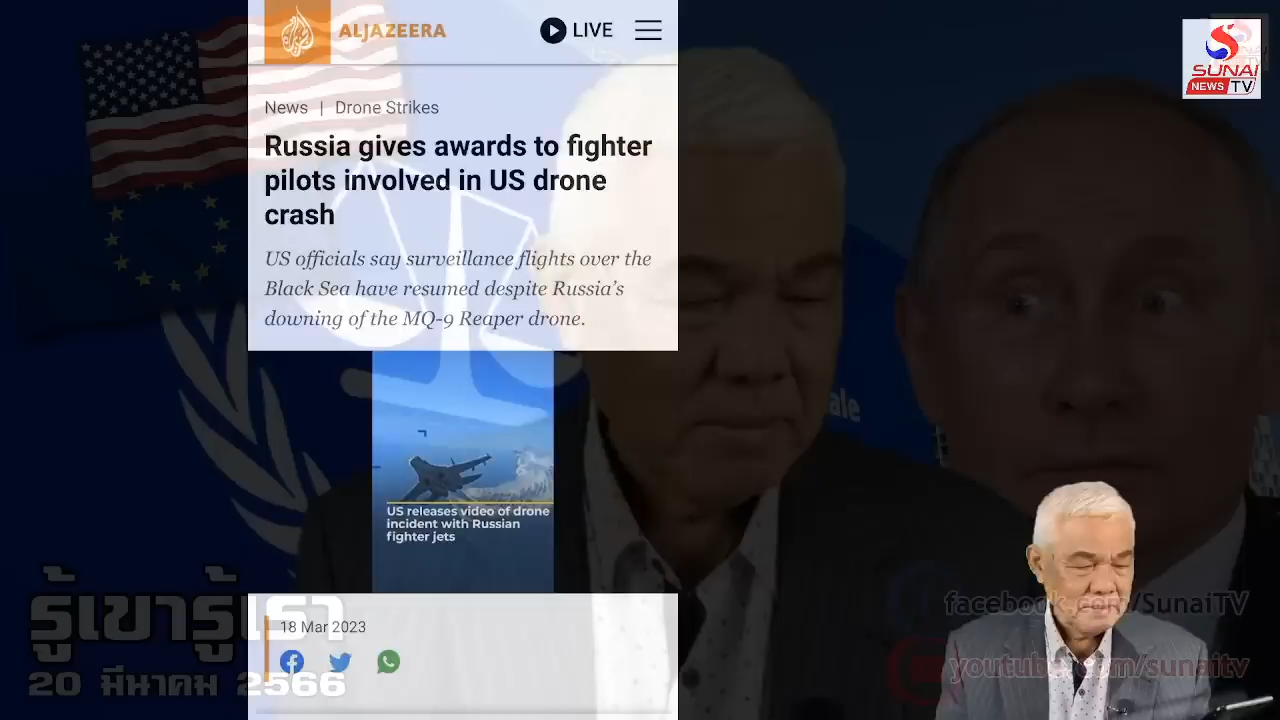 ALJAZEERA
LIVE
SUNAI
NEWS TV
News | Drone Strikes
Russia gives awards to fighter
pilots involved in US drone
crash
US officials say surveillance flights over the
Black Sea have resumed despite Russia's
downing of the MQ-9 Reaper drone.
ale
US releases video of drone
incident with Russian
fighter jets
รู้เขารู้เรา
20 มีนาคม 2566
18 Mar 2023
facebook.com/SunaiTV
youtube.com/sunaitv